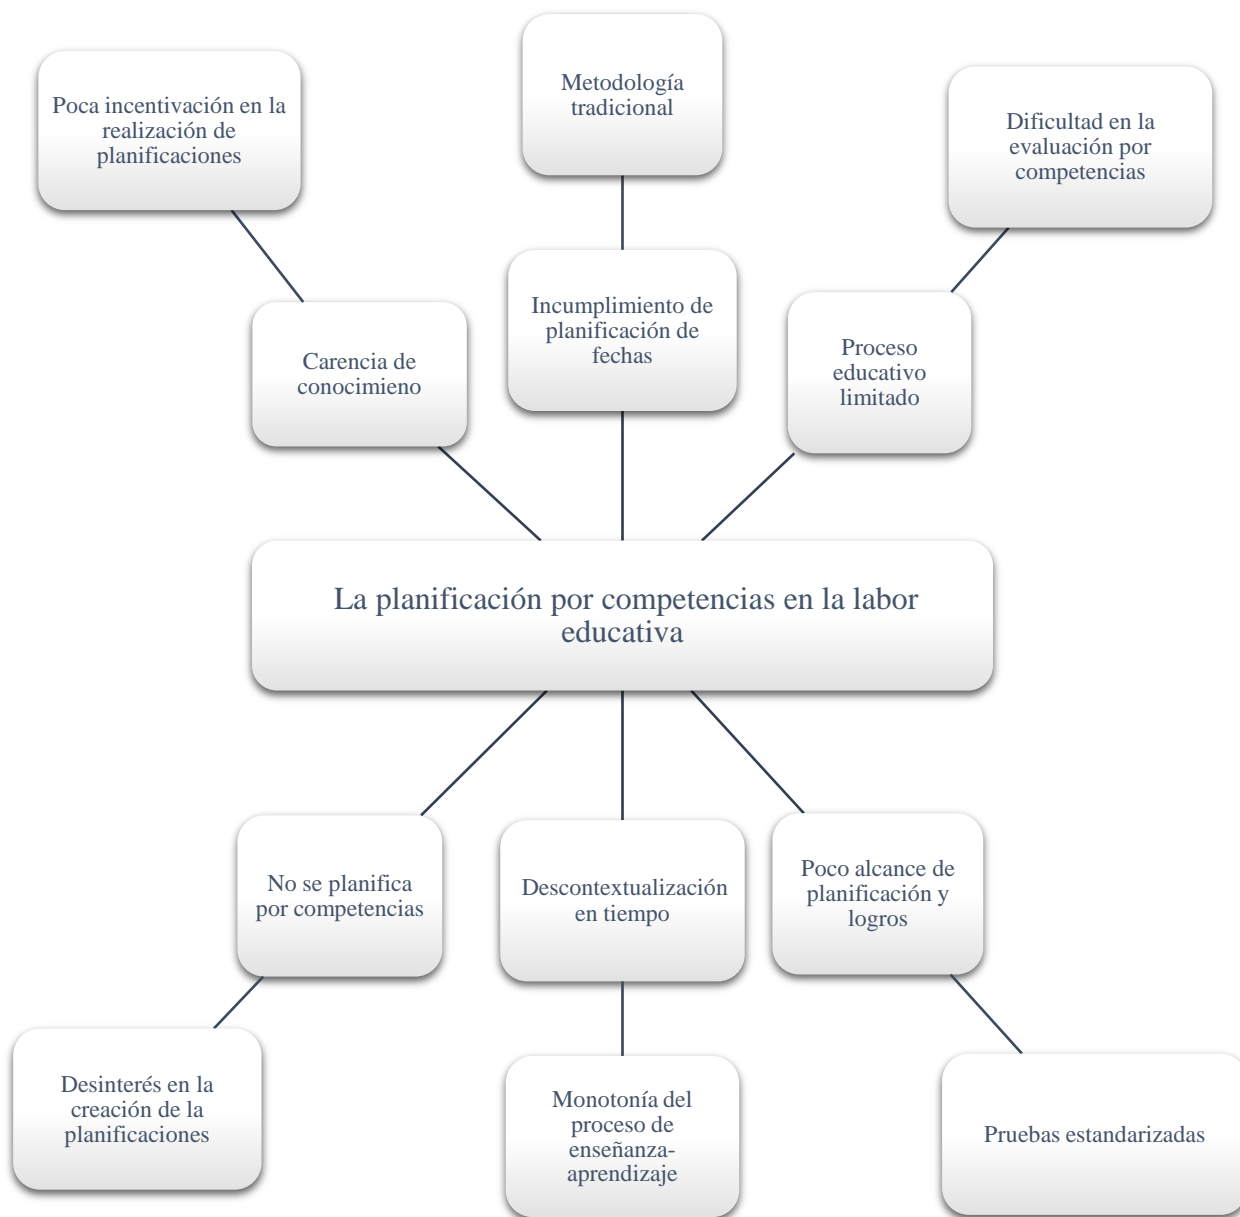 Metodología
tradicional
Poca incentivación en la
realización de
planificaciones
Dificultad en la
evaluación por
competencias
Incumplimiento de
planificación de
fechas
Carencia de
conocimieno
Proceso
educativo
limitado
La planificación por competencias en la labor
educativa
No se planifica
por competencias
Descontextualización
en tiempo
Poco alcance de
planificación y
logros
Desinterés en la
creación de la
planificaciones
Monotonía del
proceso de
enseñanza-
aprendizaje
Pruebas estandarizadas